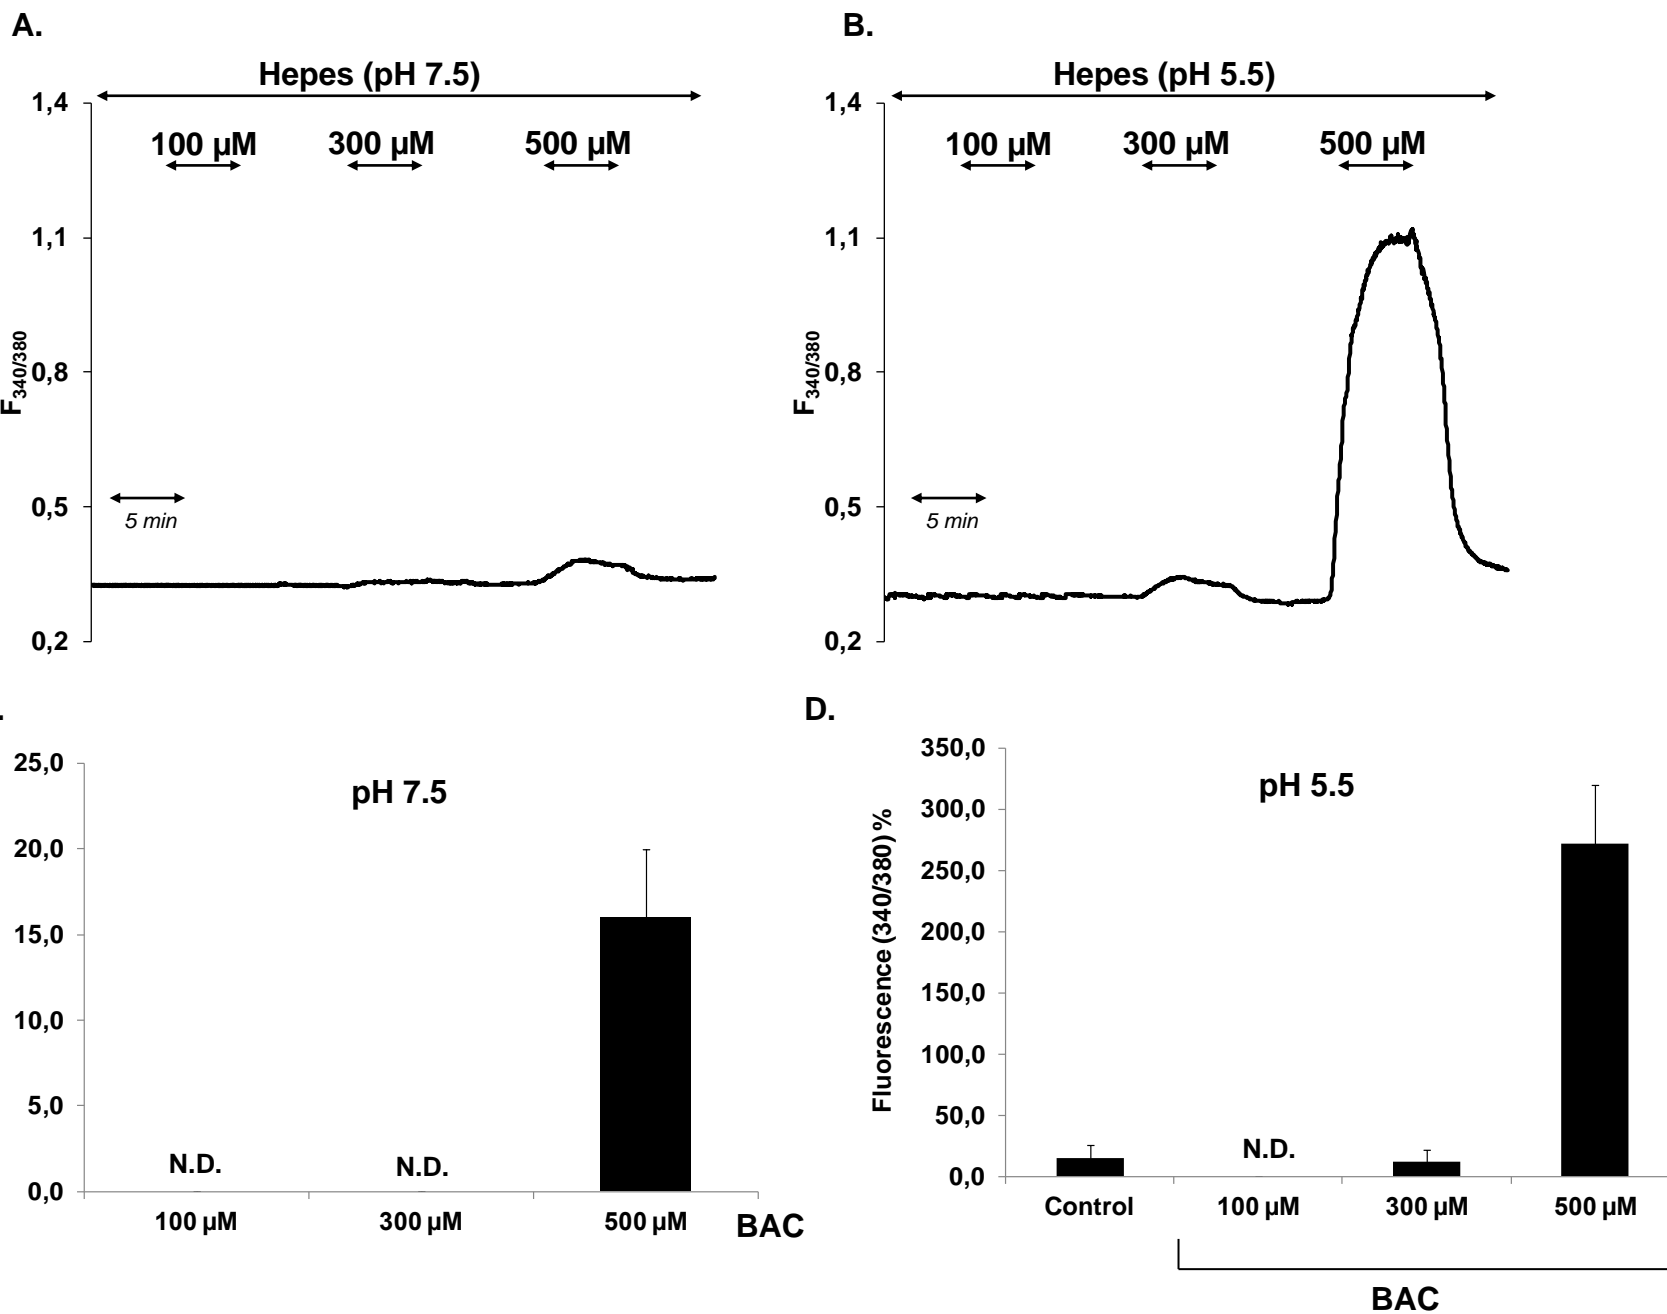 A.
Hepes (pH 7.5)
1,4
100 µM 300 µM 500 µM
1,1
F340/380
0,8
0,5
5 min
0,2
B.
Hepes (pH 5.5)
1,4
100 µM 300 µM 500 µM
1,1
F340/380
0,8
0,5
5 min
0,2
.
25,0
pH 7.5
20,0
15,0
10,0
5,0
N.D. N.D.
0,0
100 µM 300 µM 500 µM BAC
D.
350,0
pH 5.5
300,0
250,0
Fluorescence (340/380) %
200,0
150,0
100,0
50,0
N.D.
0,0
Control 100 µM 300 µM 500 µM
BAC